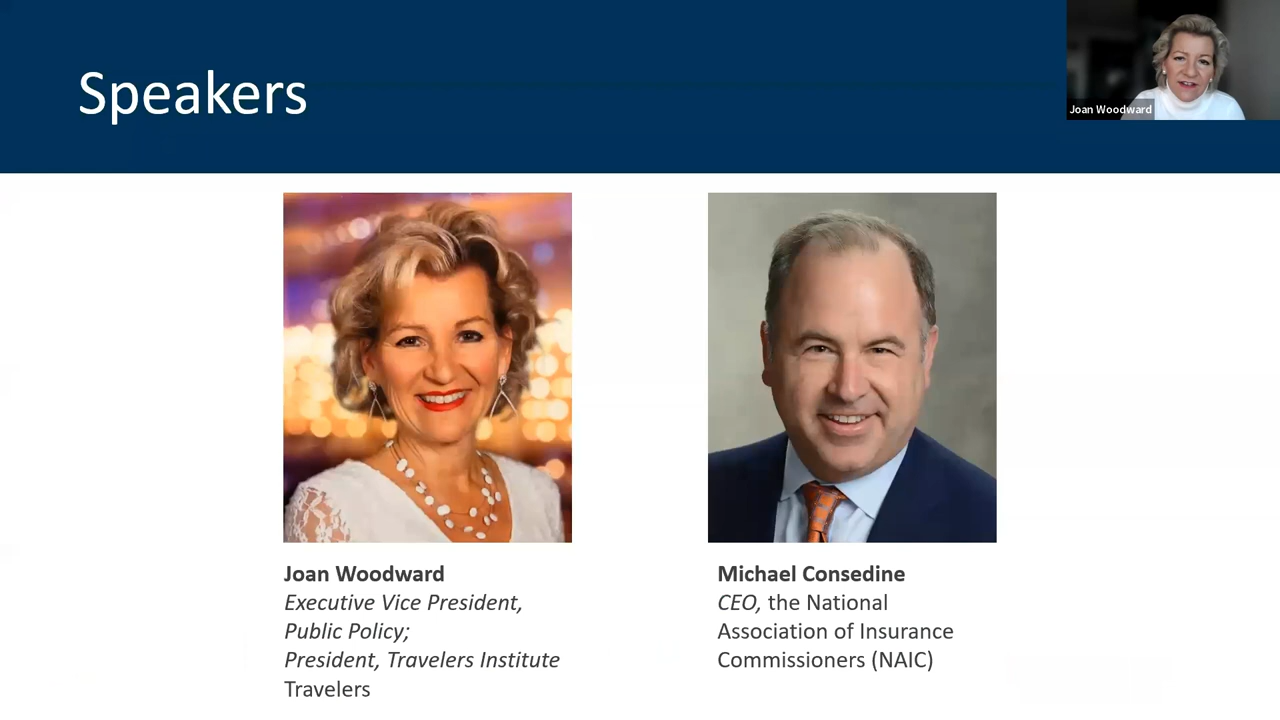 Speakers
Joan Woodward
Joan Woodward
Executive Vice President,
Public Policy;
President, Travelers Institute
Travelers
Michael Consedine
CEO, the National
Association of Insurance
Commissioners (NAIC)